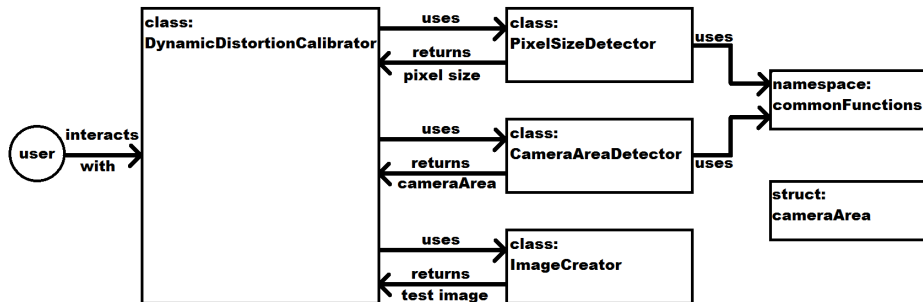 class:
DynamicDistortionCalibrator
uses
returns
pixel size
class:
PixelSizeDetector
uses
namespace:
commonFunctions
user
interacts
with
uses
returns
cameraArea
class:
CameraAreaDetector
uses
struct:
cameraArea
uses
returns
test image
class:
ImageCreator